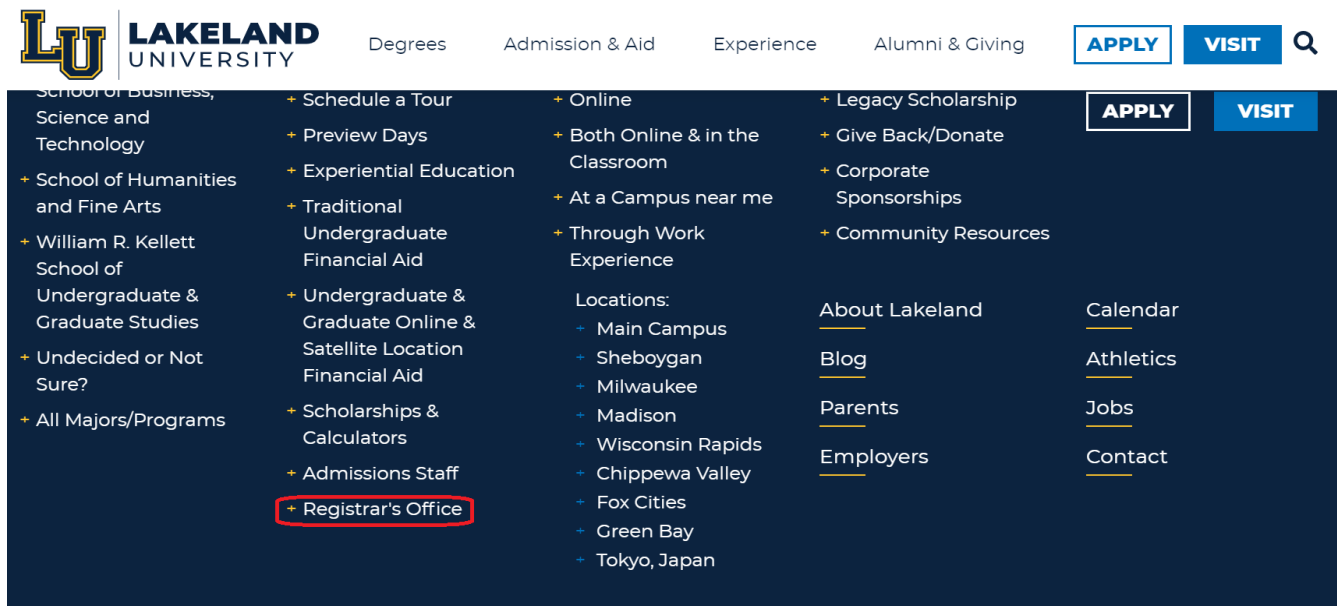 LU LAKELAND
UNIVERSITY
Degrees
Admission & Aid
Experience
Alumni & Giving
APPLY
VISIT
School of Business,
Science and
Technology
+ School of Humanities
and Fine Arts
+ William R. Kellett
School of
Undergraduate &
Graduate Studies
+ Undecided or Not
Sure?
+ All Majors/Programs
+ Schedule a Tour
+ Preview Days
+ Experiential Education
+ Traditional
Undergraduate
Financial Aid
+ Undergraduate &
Graduate Online &
Satellite Location
Financial Aid
+ Scholarships &
Calculators
+ Admissions Staff
+ Registrar's Office
+ Online
+ Both Online & in the
Classroom
+ At a Campus near me
+ Through Work
Experience
Locations:
+ Main Campus
+ Sheboygan
+ Milwaukee
+ Madison
+ Wisconsin Rapids
+ Chippewa Valley
+ Fox Cities
+ Green Bay
+ Tokyo, Japan
+ Legacy Scholarship
+ Give Back/Donate
+ Corporate
Sponsorships
+ Community Resources
About Lakeland
Blog
Parents
Employers
APPLY
VISIT
Calendar
Athletics
Jobs
Contact